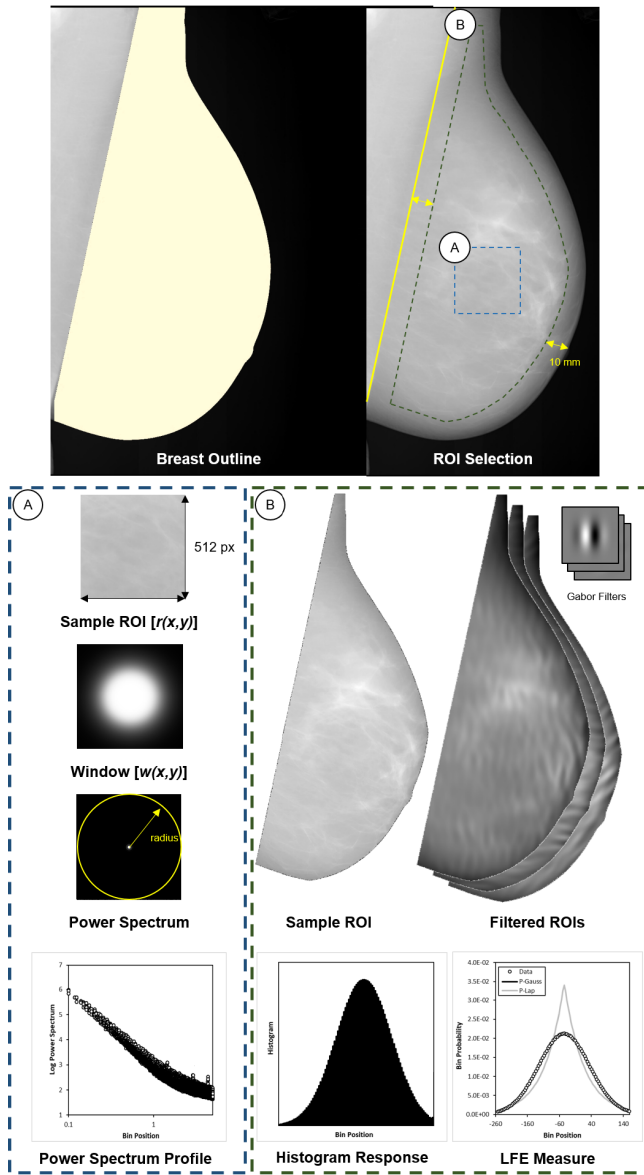 B
A
10 mm
Breast Outline
ROI Selection
A
512 px
Sample ROI [r(x,y)]
Window [w(x,y)]
radius
Power Spectrum
Log Power Spectrum
7
6
5
4
3
2
1
0.1
1
Bin Position
Power Spectrum Profile
B
Gabor Filters
Sample ROI
Filtered ROIs
Histogram
Bin Position
Histogram Response
Bin Probability
4.0E-02
3.5E-02
3.0E-02
2.5E-02
2.0E-02
1.5E-02
1.0E-02
5.0E-03
0.0E+00
Data
P-Gauss
P-Lap
-260
-160
-60
40
140
Bin Position
LFE Measure